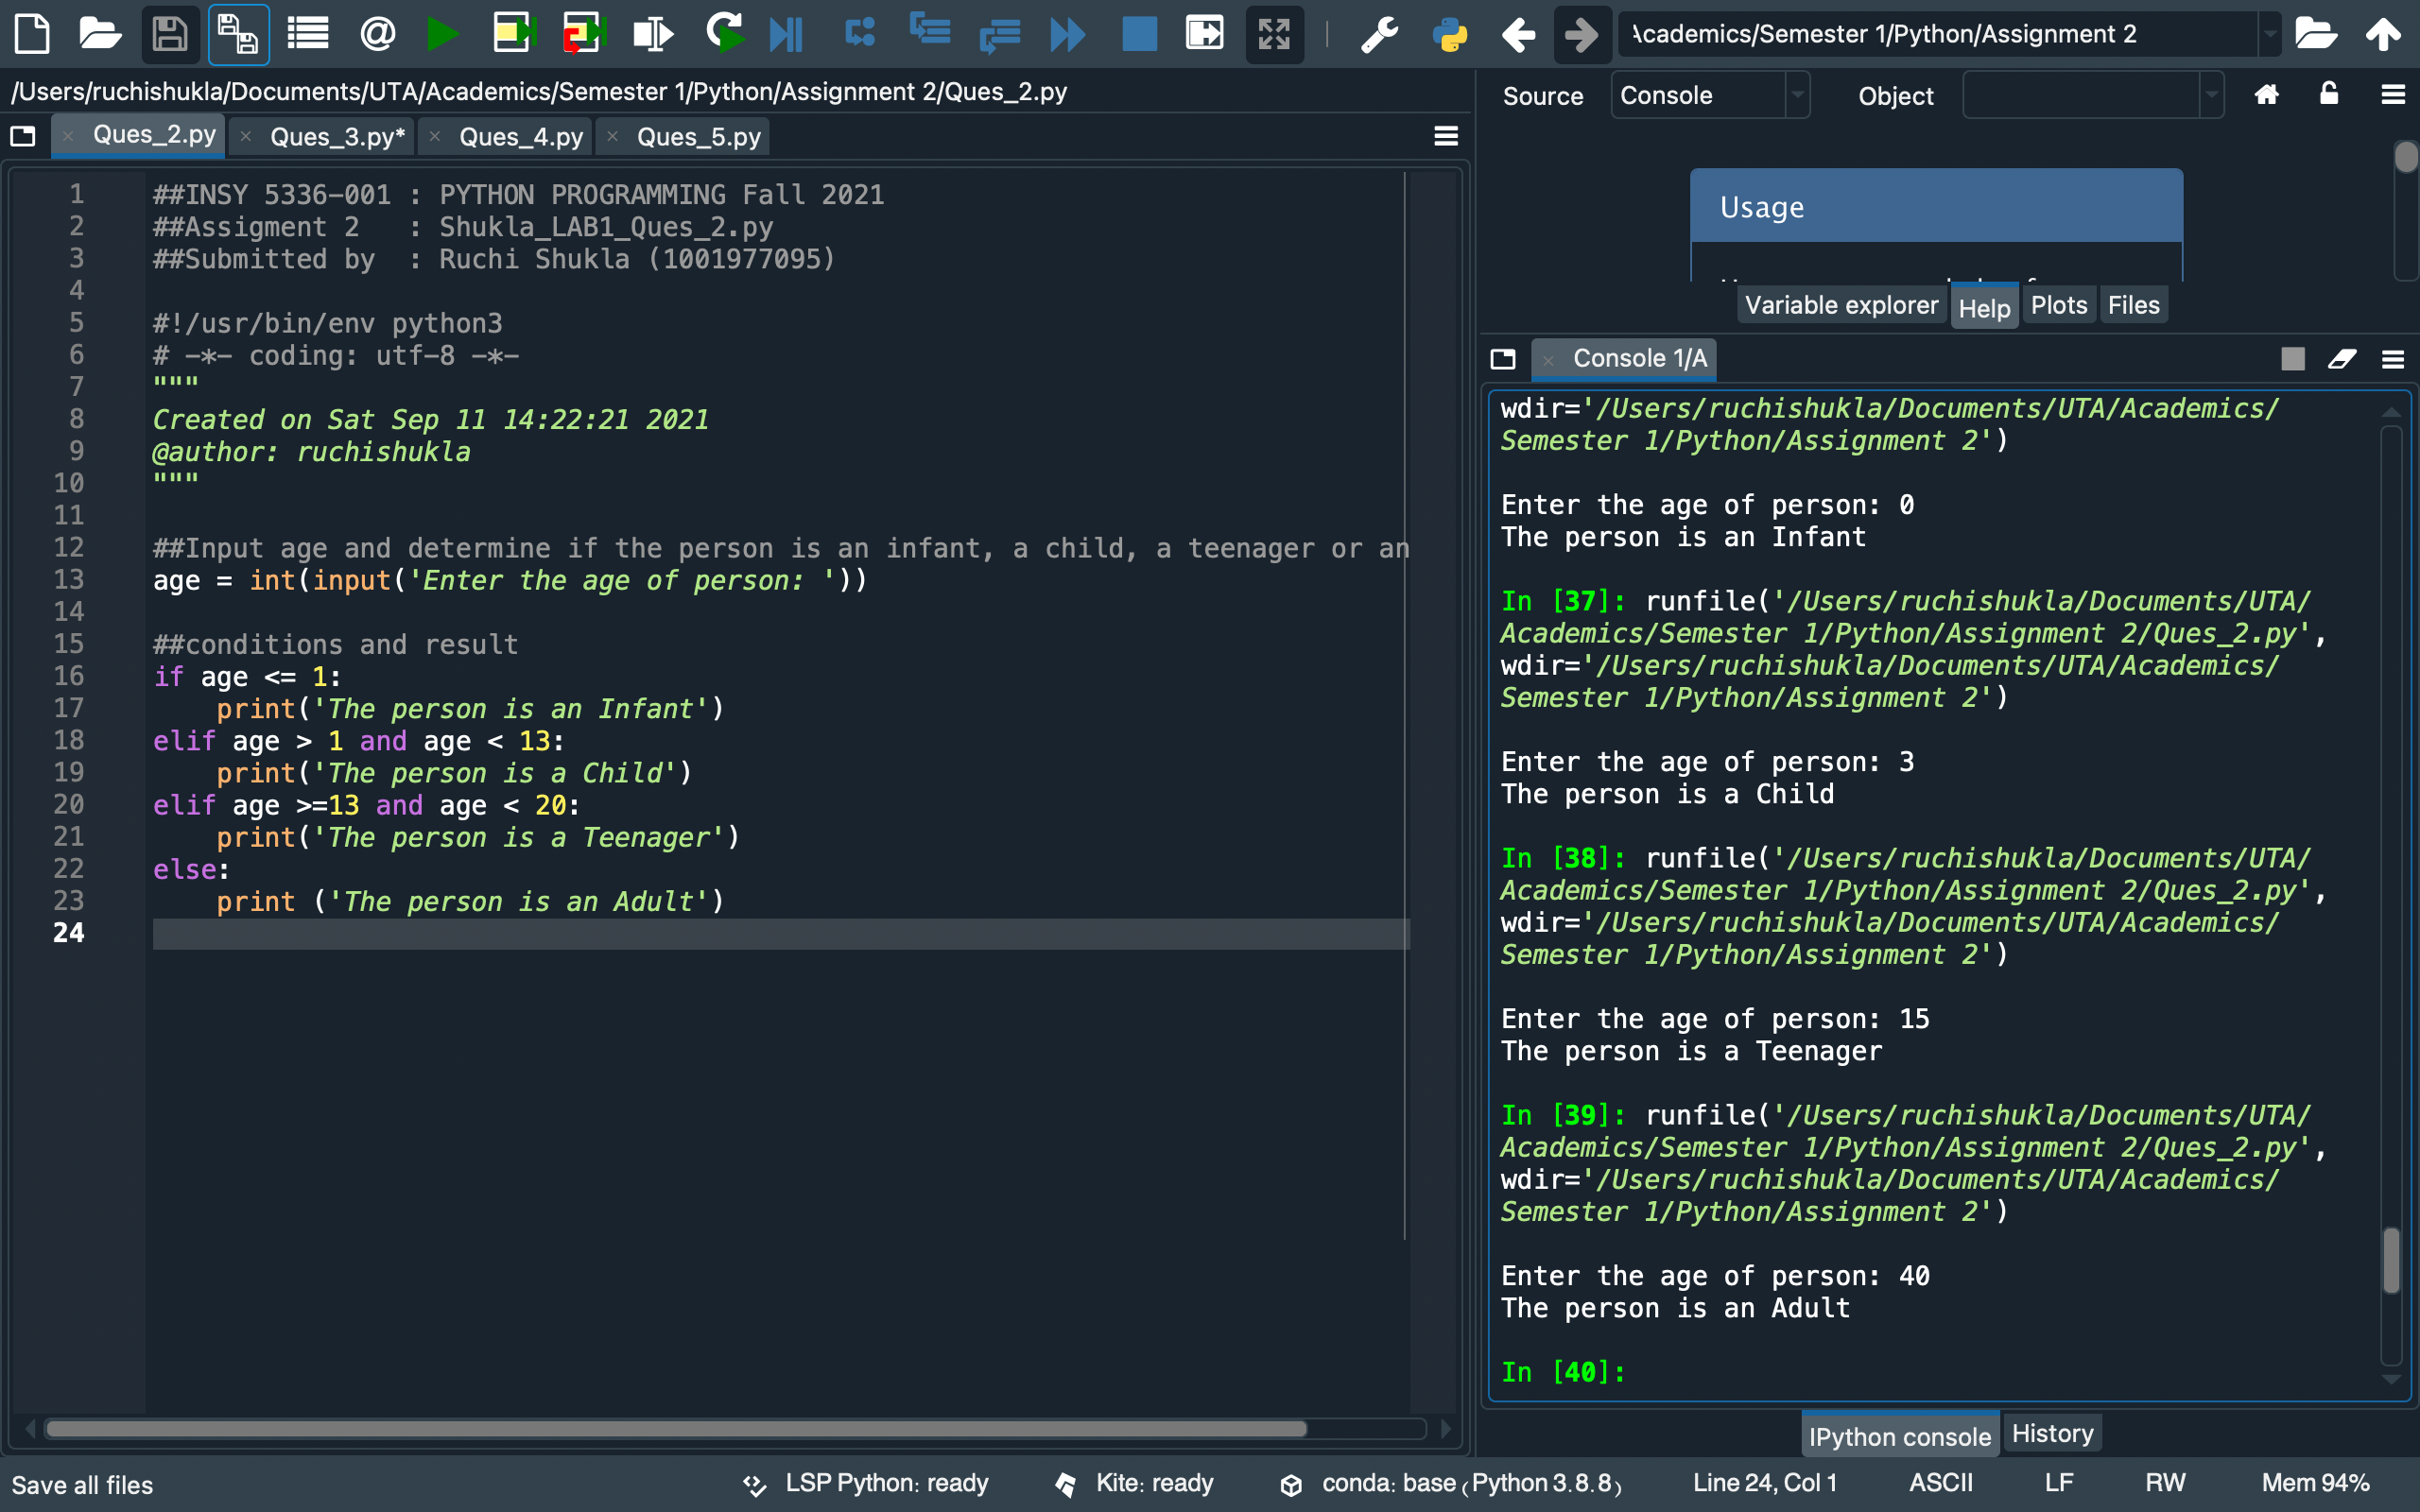 \cademics/Semester 1/Python/Assignment 2
/Users/ruchishukla/Documents/UTA/Academics/Semester 1/Python/Assignment 2/Ques_2.py
Ques_2.py
Ques_3.py*
Ques_4.py
Ques_5.py
1 ##INSY 5336-001 : PYTHON PROGRAMMING Fall 2021
2 ##Assigment 2   : Shukla_LAB1_Ques_2.py
3 ##Submitted by  : Ruchi Shukla (1001977095)
4
5 #!/usr/bin/env python3
6 # -*- coding: utf-8 -*-
7 """
8 Created on Sat Sep 11 14:22:21 2021
9 @author: ruchishukla
10 """
11
12 ##Input age and determine if the person is an infant, a child, a teenager or an
13 age = int(input('Enter the age of person: '))
14
15 ##conditions and result
16 if age <= 1:
17     print('The person is an Infant')
18 elif age > 1 and age < 13:
19     print('The person is a Child')
20 elif age >=13 and age < 20:
21     print('The person is a Teenager')
22 else:
23     print ('The person is an Adult')
24
Source Console Object
Usage
Variable explorer Help Plots Files
Console 1/A
wdir='/Users/ruchishukla/Documents/UTA/Academics/
Semester 1/Python/Assignment 2')
Enter the age of person: 0
The person is an Infant
In [37]: runfile('/Users/ruchishukla/Documents/UTA/
Academics/Semester 1/Python/Assignment 2/Ques_2.py',
wdir='/Users/ruchishukla/Documents/UTA/Academics/
Semester 1/Python/Assignment 2')
Enter the age of person: 3
The person is a Child
In [38]: runfile('/Users/ruchishukla/Documents/UTA/
Academics/Semester 1/Python/Assignment 2/Ques_2.py',
wdir='/Users/ruchishukla/Documents/UTA/Academics/
Semester 1/Python/Assignment 2')
Enter the age of person: 15
The person is a Teenager
In [39]: runfile('/Users/ruchishukla/Documents/UTA/
Academics/Semester 1/Python/Assignment 2/Ques_2.py',
wdir='/Users/ruchishukla/Documents/UTA/Academics/
Semester 1/Python/Assignment 2')
Enter the age of person: 40
The person is an Adult
In [40]:
IPython console History
Save all files LSP Python: ready Kite: ready conda: base (Python 3.8.8) Line 24, Col 1 ASCII LF RW Mem 94%